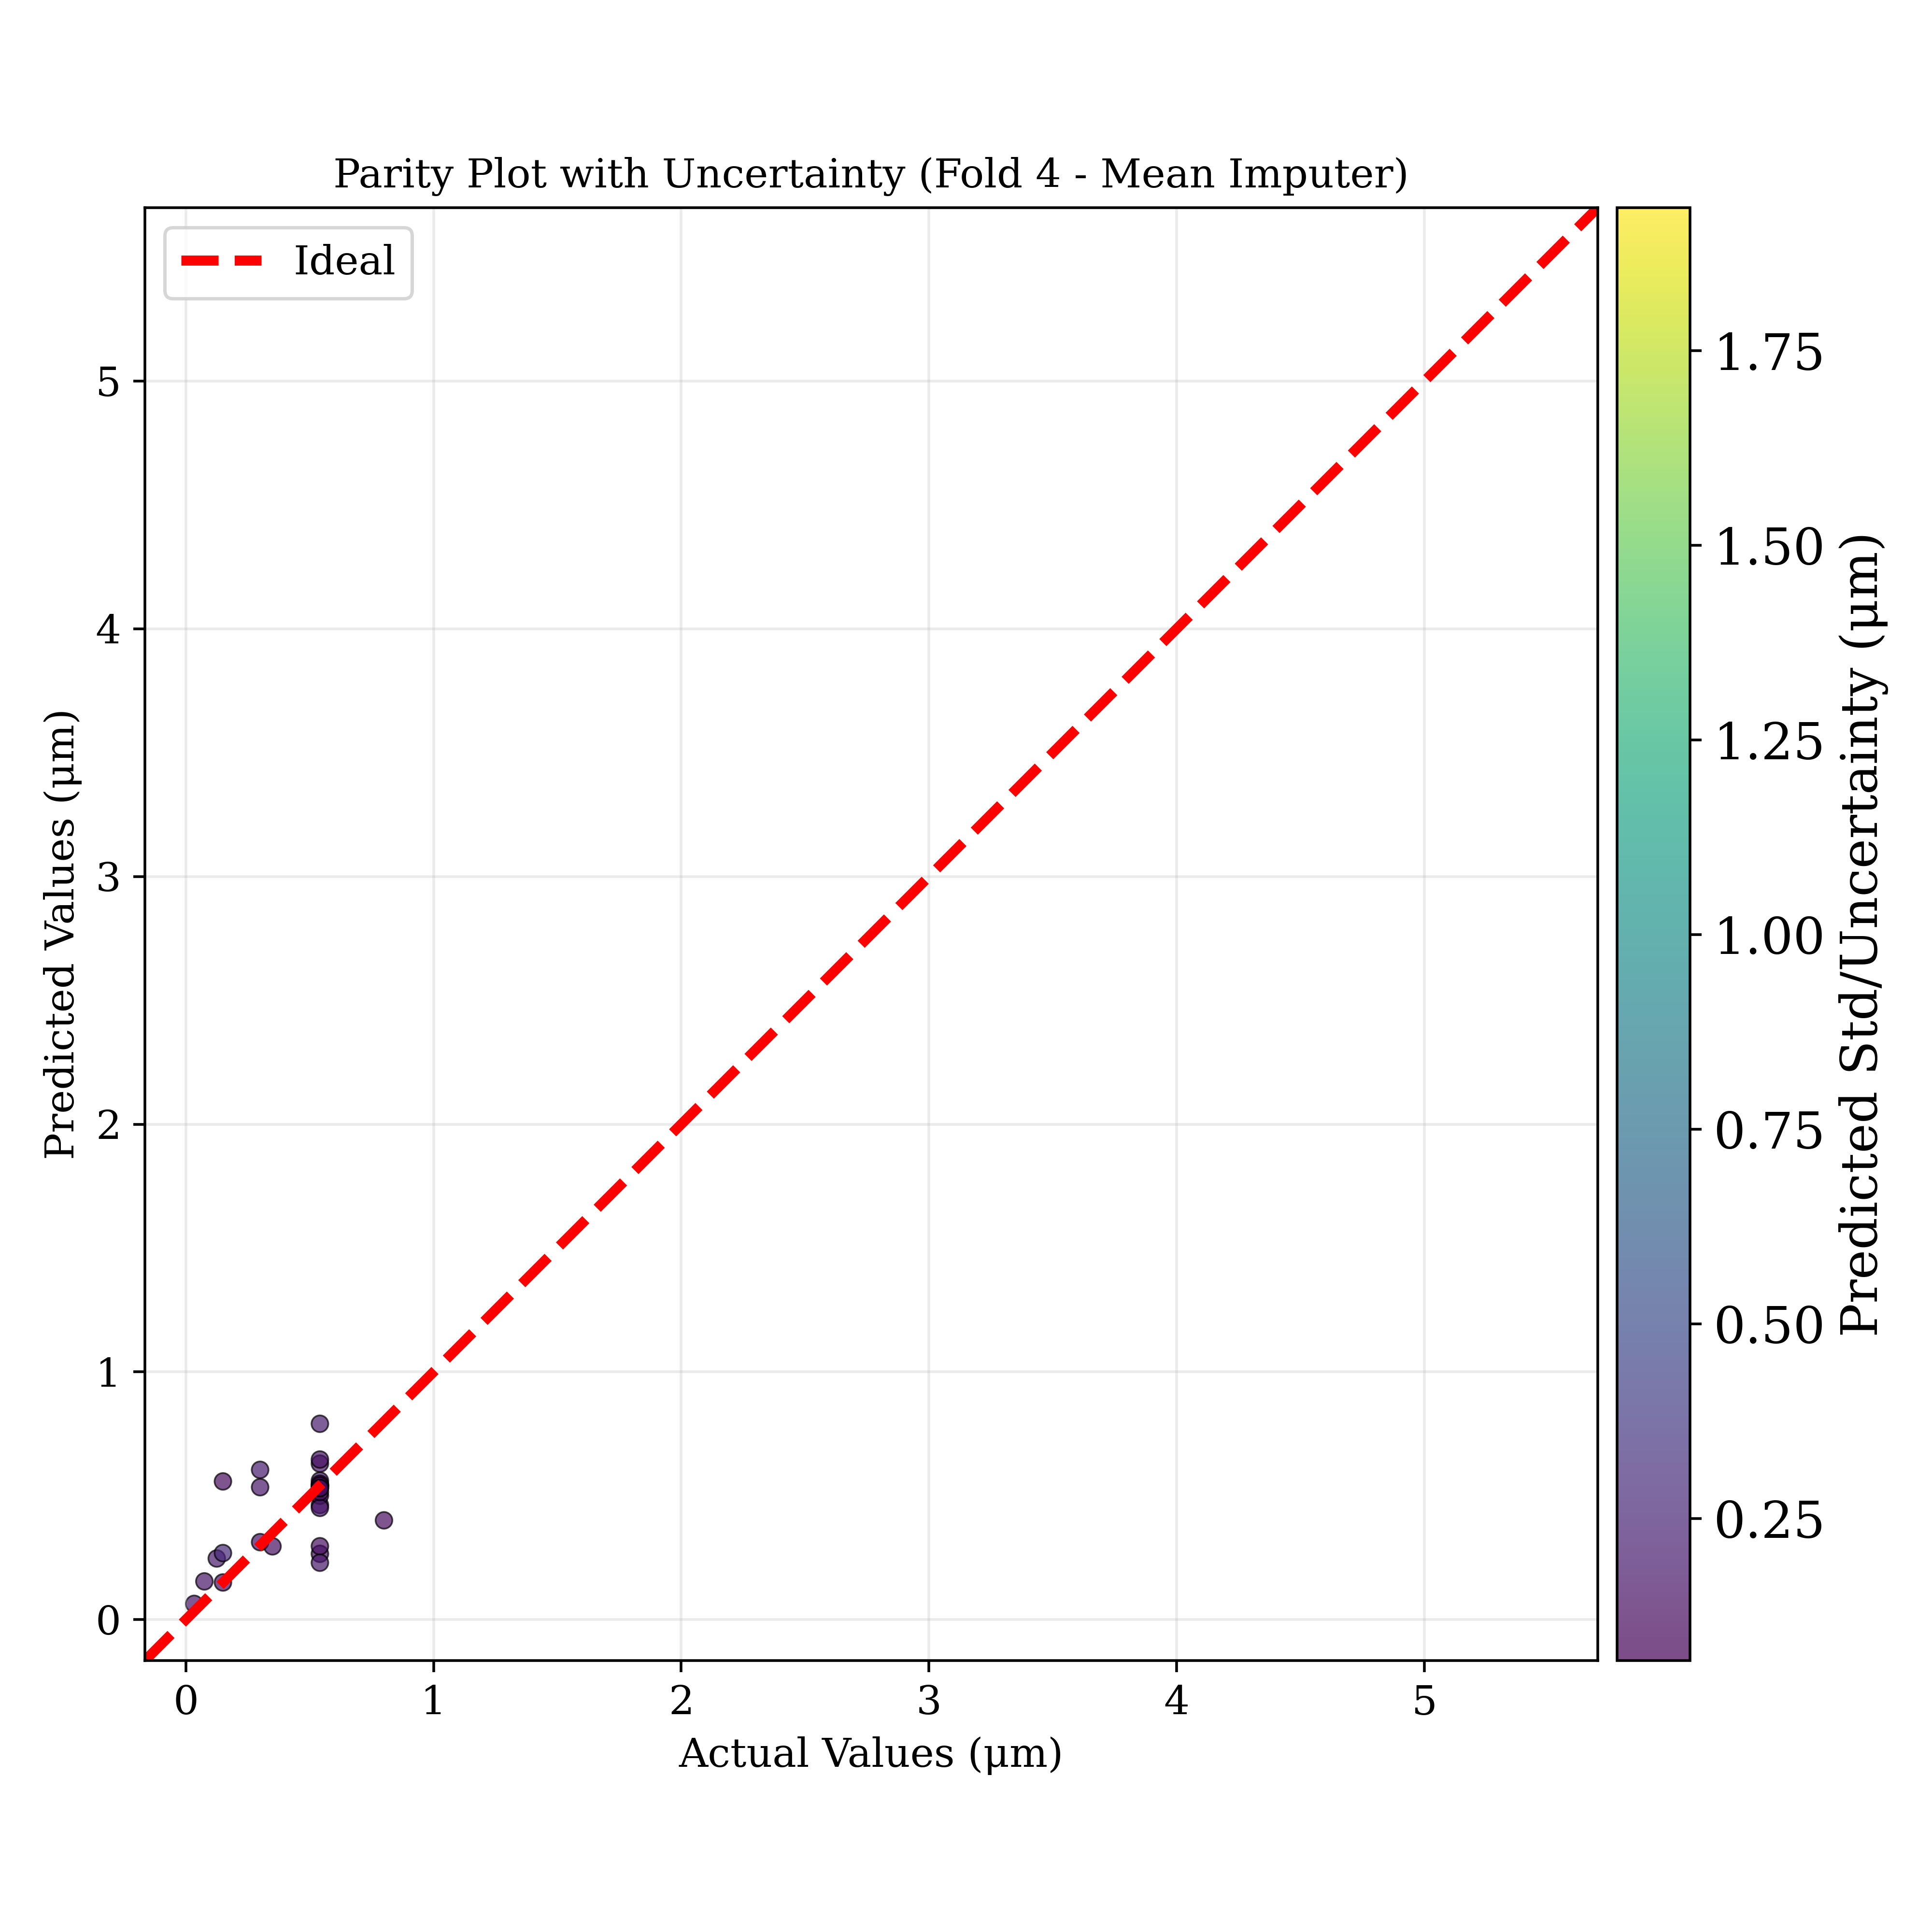 Parity Plot with Uncertainty (Fold 4 - Mean Imputer)
Ideal
Predicted Values (μm)
5
4
3
2
1
0
0 1 2 3 4 5
Actual Values (μm)
1.75
1.50
1.25
1.00
0.75
0.50
0.25
Predicted Std/Uncertainty (μm)